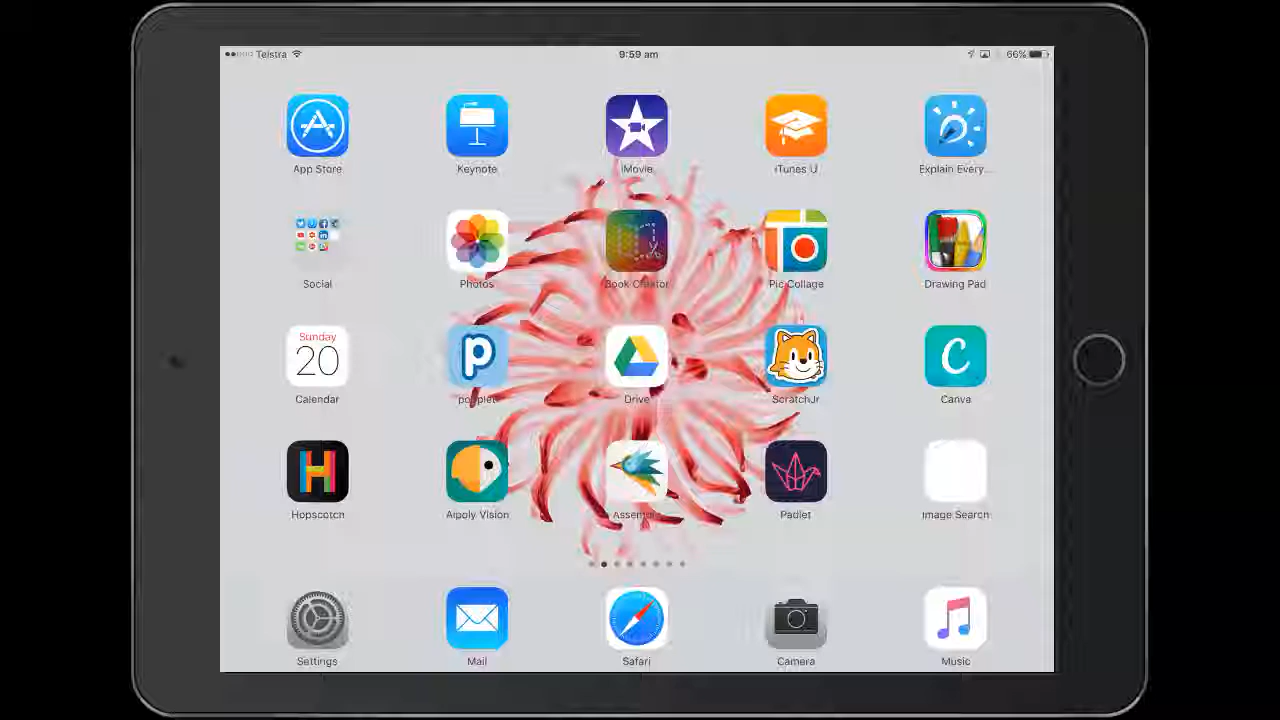 Telstra 9:59 am 66%
App Store Keynote iMovie iTunes U Explain Every...
Social Photos Book Creator Pic Collage Drawing Pad
Sunday
20 p C
Calendar popplet Drive ScratchJr Canva
H
Hopscotch Aipoly Vision Assembly Padlet Image Search
Settings Mail Safari Camera Music